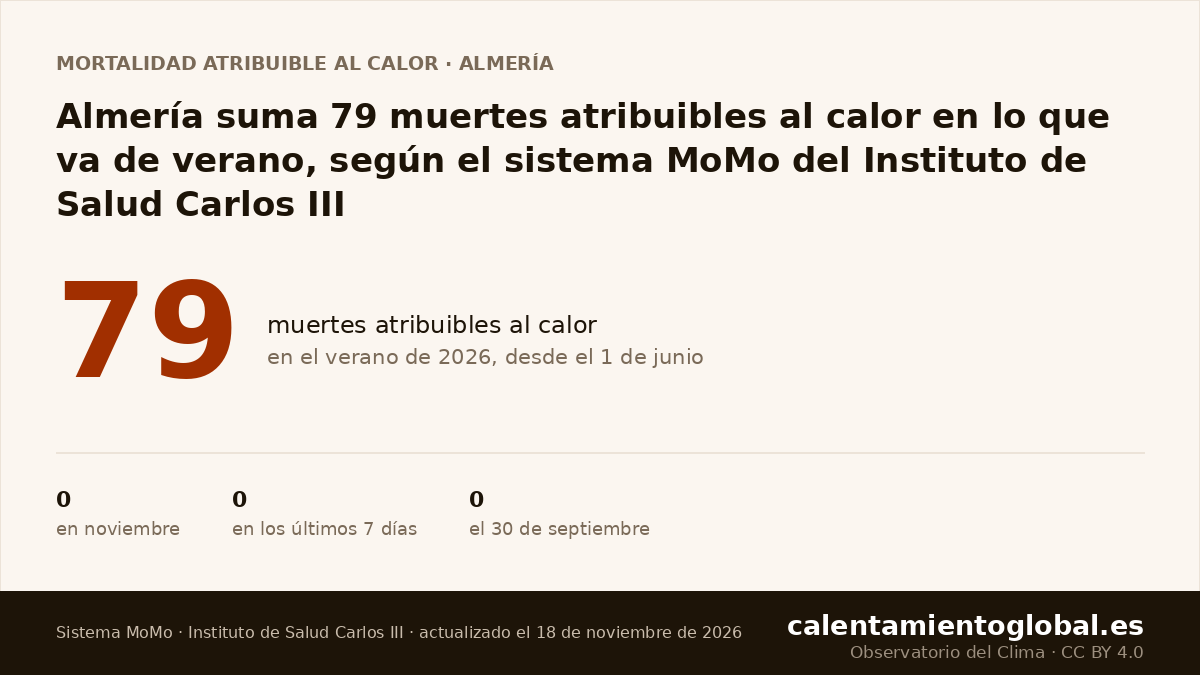 MORTALIDAD ATRIBUIBLE AL CALOR · ALMERÍA
Almería suma 79 muertes atribuibles al calor en lo que
va de verano, según el sistema MoMo del Instituto de
Salud Carlos III
79
muertes atribuibles al calor
en el verano de 2026, desde el 1 de junio
0
en noviembre
0
en los últimos 7 días
0
el 30 de septiembre
Sistema MoMo · Instituto de Salud Carlos III · actualizado el 18 de noviembre de 2026
calentamientoglobal.es
Observatorio del Clima · CC BY 4.0